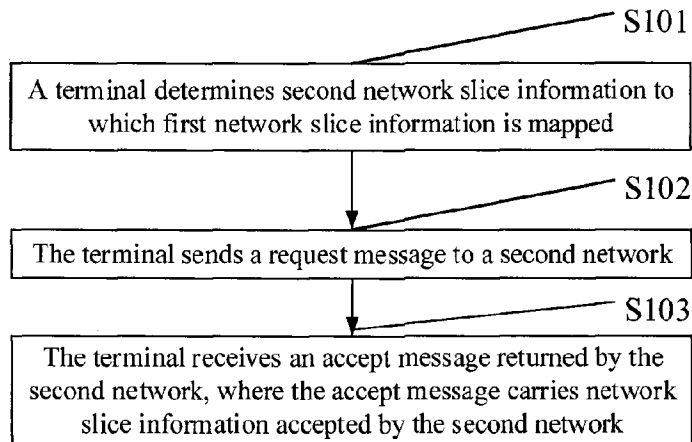 S101
A terminal determines second network slice information to
which first network slice information is mapped
S102
The terminal sends a request message to a second network
S103
The terminal receives an accept message returned by the
second network, where the accept message carries network
slice information accepted by the second network